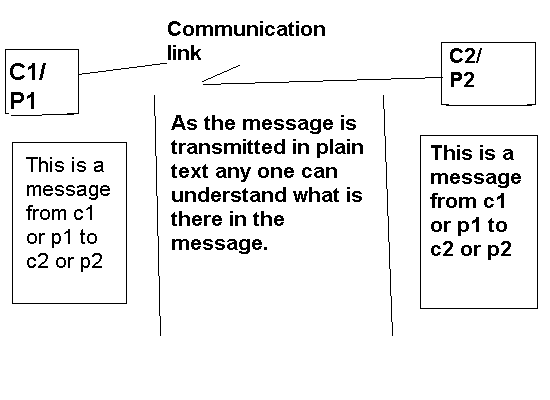 Communication
link
C1/
P1
C2/
P2
This is a
message
from c1
or p1 to
c2 or p2
As the message is
transmitted in plain
text any one can
understand what is
there in the
message.
This is a
message
from c1
or p1 to
c2 or p2